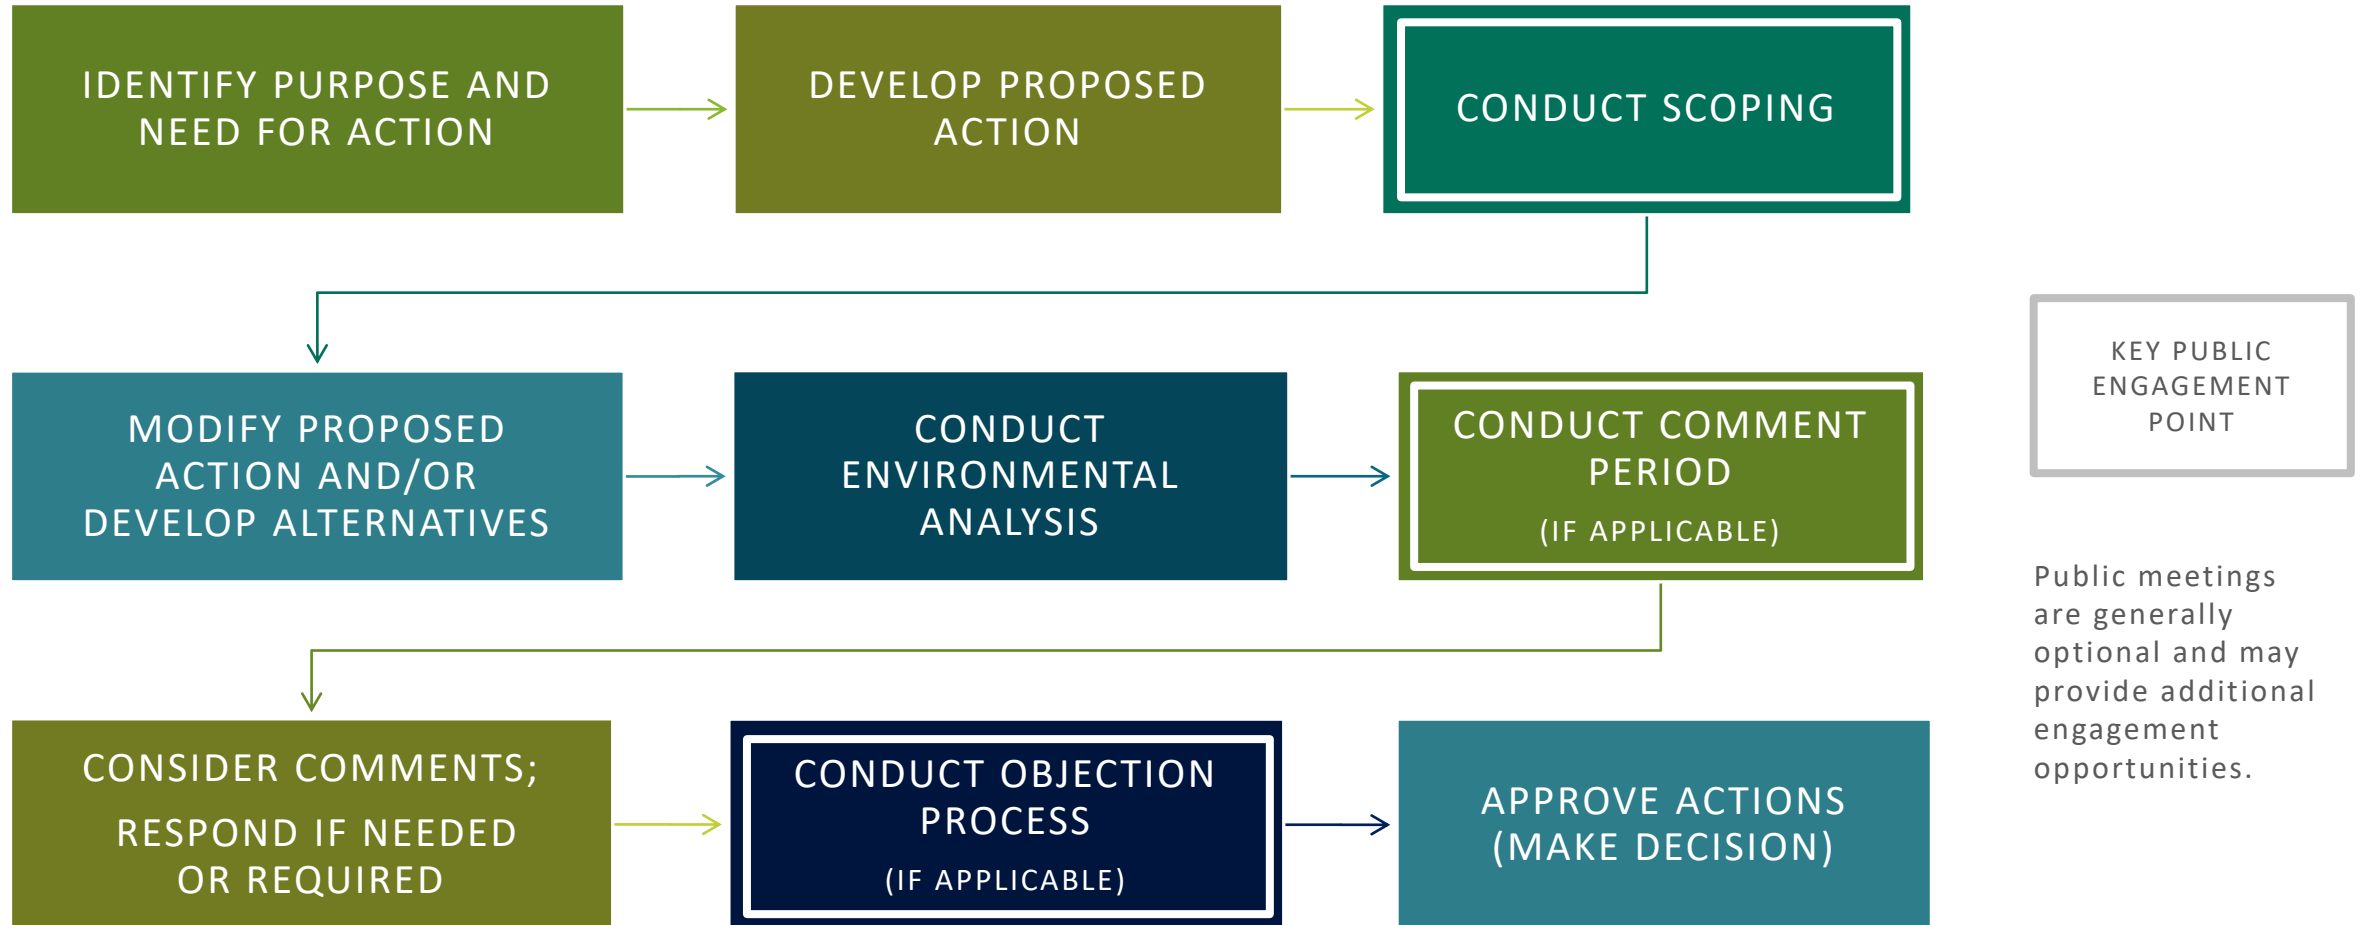 IDENTIFY PURPOSE AND
NEED FOR ACTION
DEVELOP PROPOSED
ACTION
CONDUCT SCOPING
MODIFY PROPOSED
ACTION AND/OR
DEVELOP ALTERNATIVES
CONDUCT
ENVIRONMENTAL
ANALYSIS
CONDUCT COMMENT
PERIOD
(IF APPLICABLE)
CONSIDER COMMENTS;
RESPOND IF NEEDED
OR REQUIRED
CONDUCT OBJECTION
PROCESS
(IF APPLICABLE)
APPROVE ACTIONS
(MAKE DECISION)
KEY PUBLIC
ENGAGEMENT
POINT
Public meetings
are generally
optional and may
provide additional
engagement
opportunities.